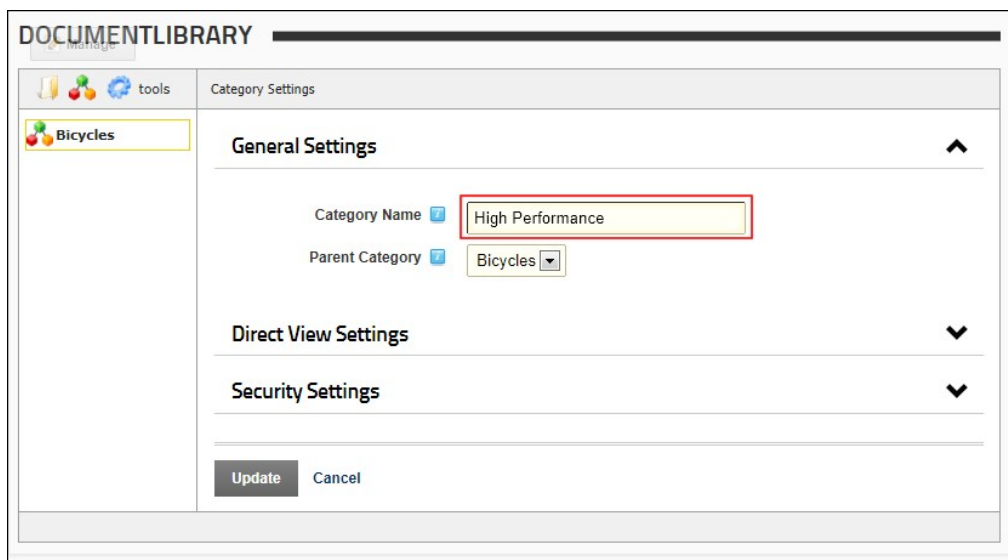 DOCUMENTLIBRARY
Manage
tools
Category Settings
Bicycles
General Settings
Category Name
High Performance
Parent Category
Bicycles
Direct View Settings
Security Settings
Update Cancel